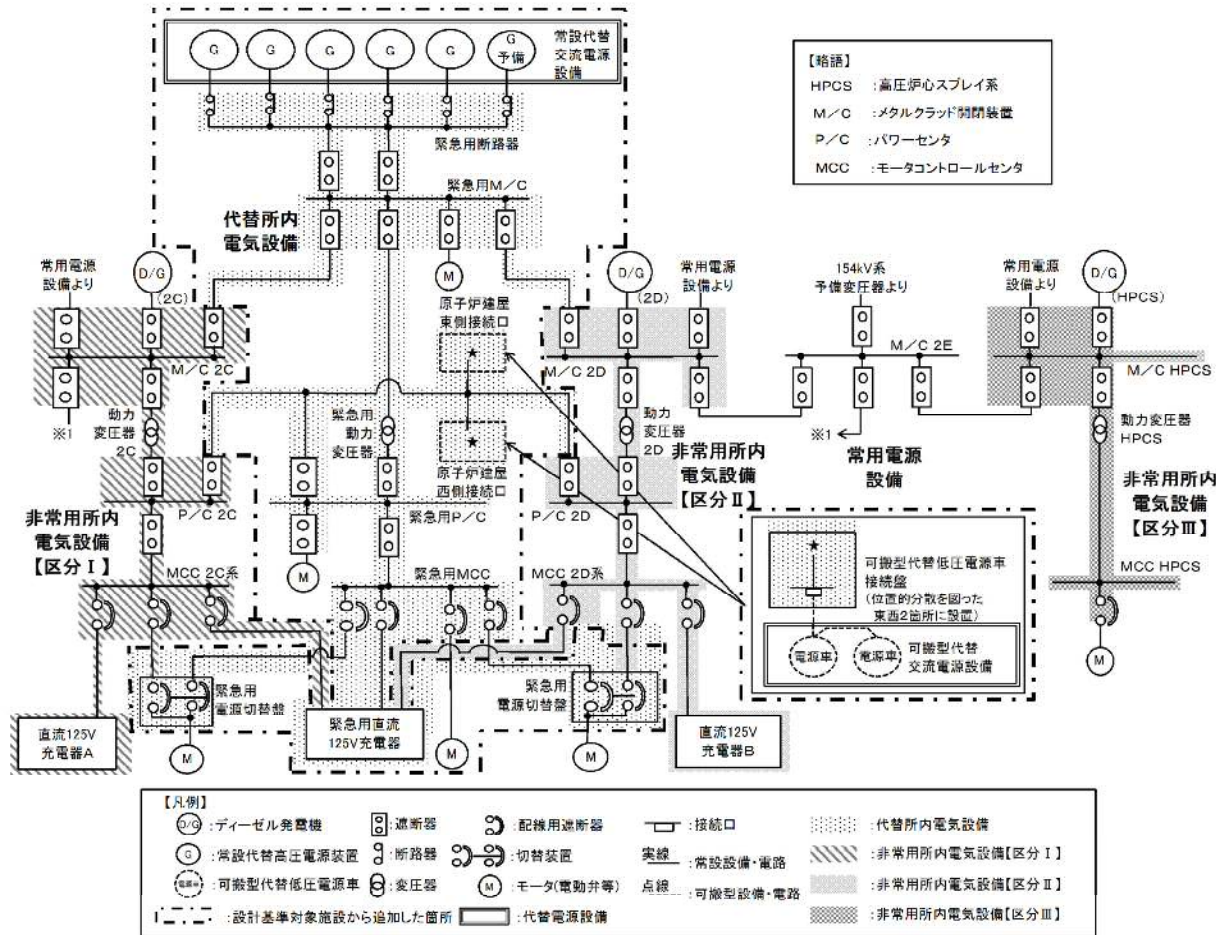 G
G
G
G
G
G
予備
常設代替
交流電源
設備
【略語】
HPCS :高圧炉心スプレイ系
M/C :メタルクラッド開閉装置
P/C :パワーセンタ
MCC :モータコントロールセンタ
緊急用断路器
緊急用M/C
代替所内
電気設備
常用電源
設備より
D/G
(2C)
M
原子炉建屋
東側接続口
★
D/G
(2D)
常用電源
設備より
154kV系
予備変圧器より
常用電源
設備より
D/G
(HPCS)
M/C 2C
M/C 2D
M/C 2E
M/C HPCS
※1
動力
変圧器
2C
緊急用
動力
変圧器
★
原子炉建屋
西側接続口
動力
変圧器
2D
非常用所内
電気設備
【区分Ⅱ】
※1
常用電源
設備
動力変圧器
HPCS
非常用所内
電気設備
【区分Ⅲ】
P/C 2C
緊急用P/C
P/C 2D
非常用所内
電気設備
【区分Ⅰ】
M
MCC 2C系
緊急用MCC
MCC 2D系
MCC HPCS
★
可搬型代替低圧電源車
接続盤
(位置的分散を図った
東西2箇所に設置)
電源車
電源車
可搬型代替
交流電源設備
M
緊急用
電源切替盤
緊急用
電源切替盤
直流125V
充電器A
M
緊急用直流
125V充電器
M
M
直流125V
充電器B
【凡例】
D/G :ディーゼル発電機
:遮断器
:配線用遮断器
:接続口
:代替所内電気設備
G :常設代替高圧電源装置
:断路器
:切替装置
実線 :常設設備・電路
:非常用所内電気設備【区分Ⅰ】
電源車 :可搬型代替低圧電源車
:変圧器
M :モータ(電動弁等)
点線 :可搬型設備・電路
:非常用所内電気設備【区分Ⅱ】
:設計基準対象施設から追加した箇所
:代替電源設備
:非常用所内電気設備【区分Ⅲ】